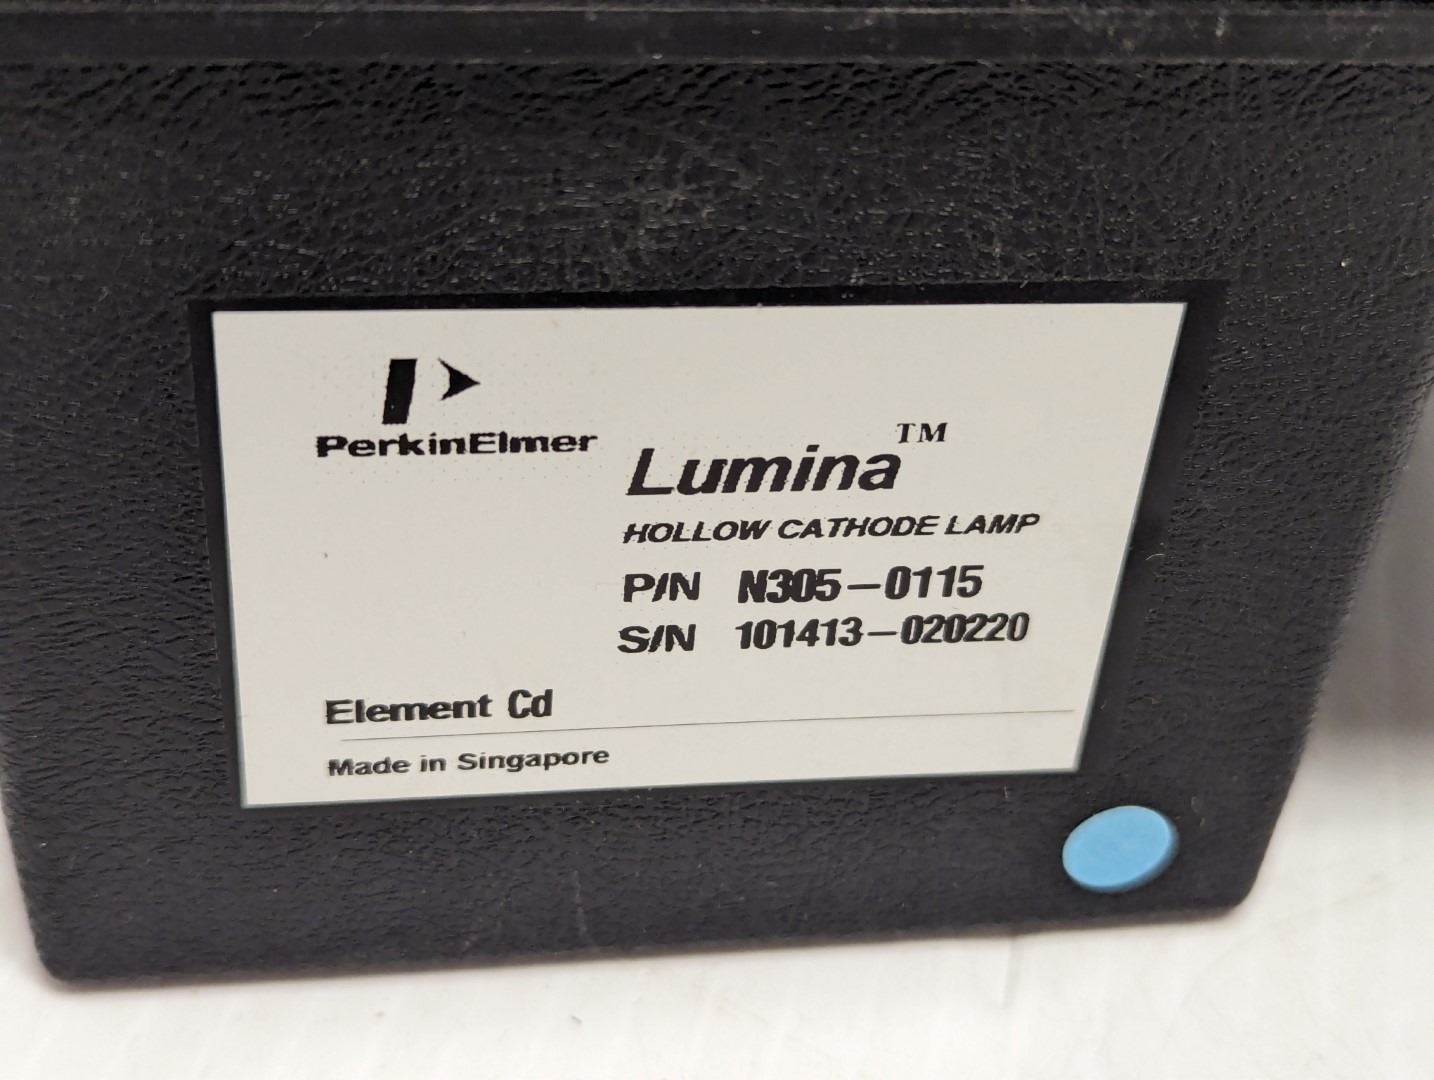 PerkinElmer
Lumina™
HOLLOW CATHODE LAMP
P/N N305-0115
S/N 101413-020220
Element Cd
Made in Singapore